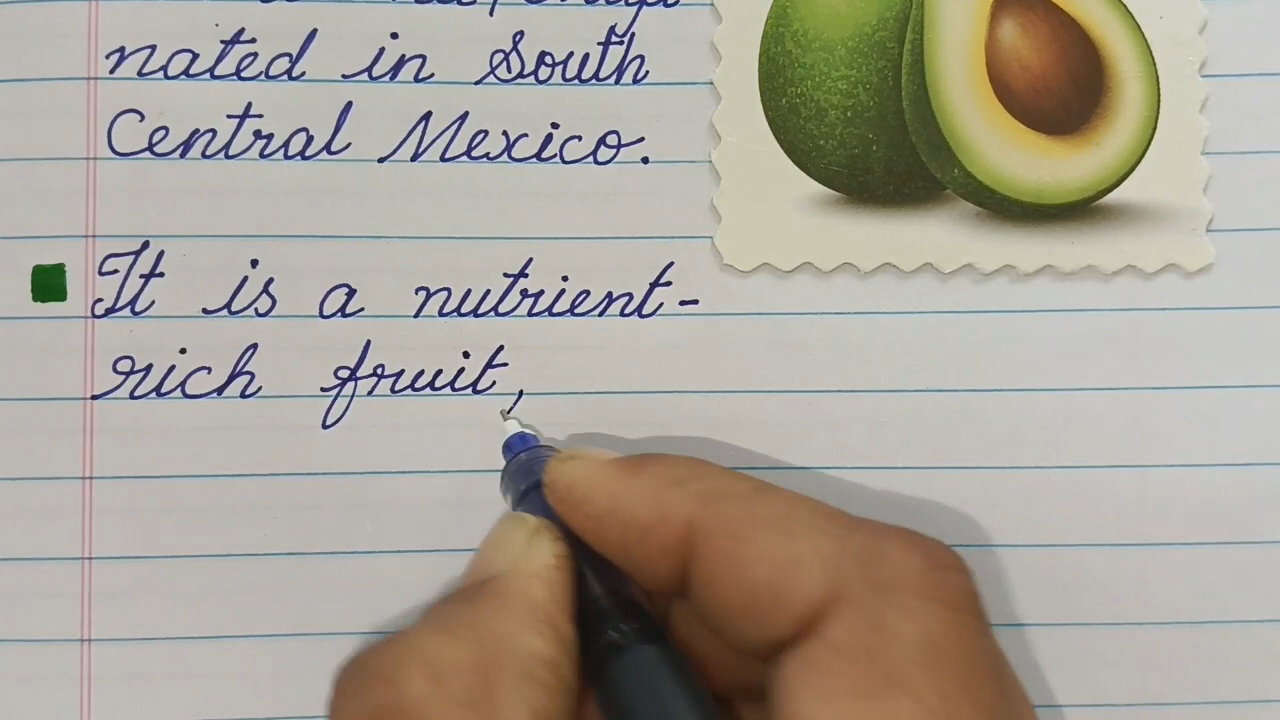 nated in South
Central Mexico.
It is a nutrient-
rich fruit,